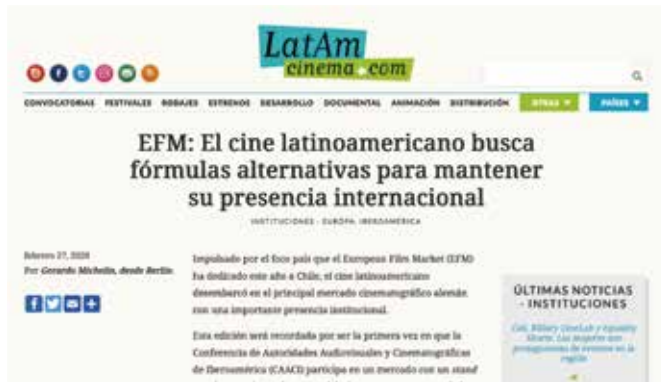 LatAm
cinema.com
CONVOCATORIAS FESTIVALES RODAJES ESTRENOS DESARROLLO DOCUMENTAL ANIMACIÓN DISTRIBUCIÓN OTRAS PAÍSES
EFM: El cine latinoamericano busca
fórmulas alternativas para mantener
su presencia internacional
INSTITUCIONES - EUROPA, IBEROAMÉRICA
febrero 27, 2020
Por Gerardo Michelin, desde Berlín.
Impulsado por el foco país que el European Film Market (EFM)
ha dedicado este año a Chile, el cine latinoamericano
desembarcó en el principal mercado cinematográfico alemán
con una importante presencia institucional.
Esta edición será recordada por ser la primera vez en que la
Conferencia de Autoridades Audiovisuales y Cinematográficas
de Iberoamérica (CAACI) participa en un mercado con un stand
ÚLTIMAS NOTICIAS
- INSTITUCIONES
región